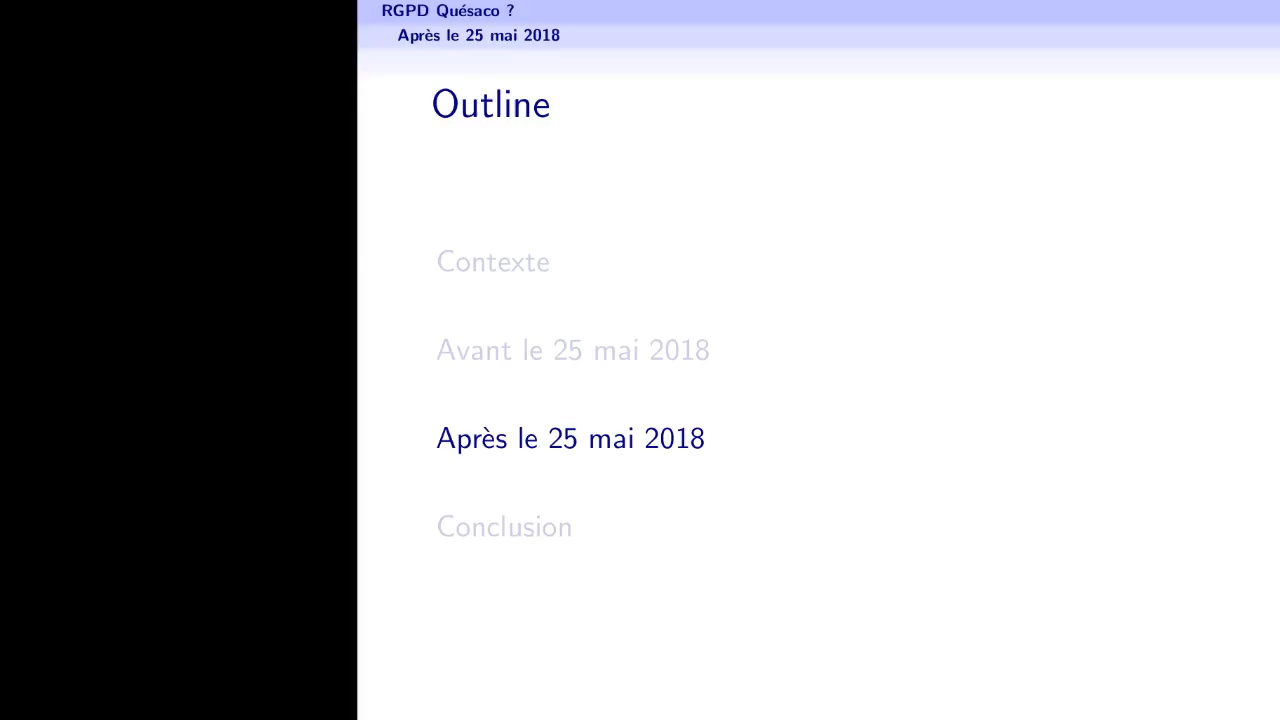 RGPD Quésaco ?
Après le 25 mai 2018
Outline
Contexte
Avant le 25 mai 2018
Après le 25 mai 2018
Conclusion